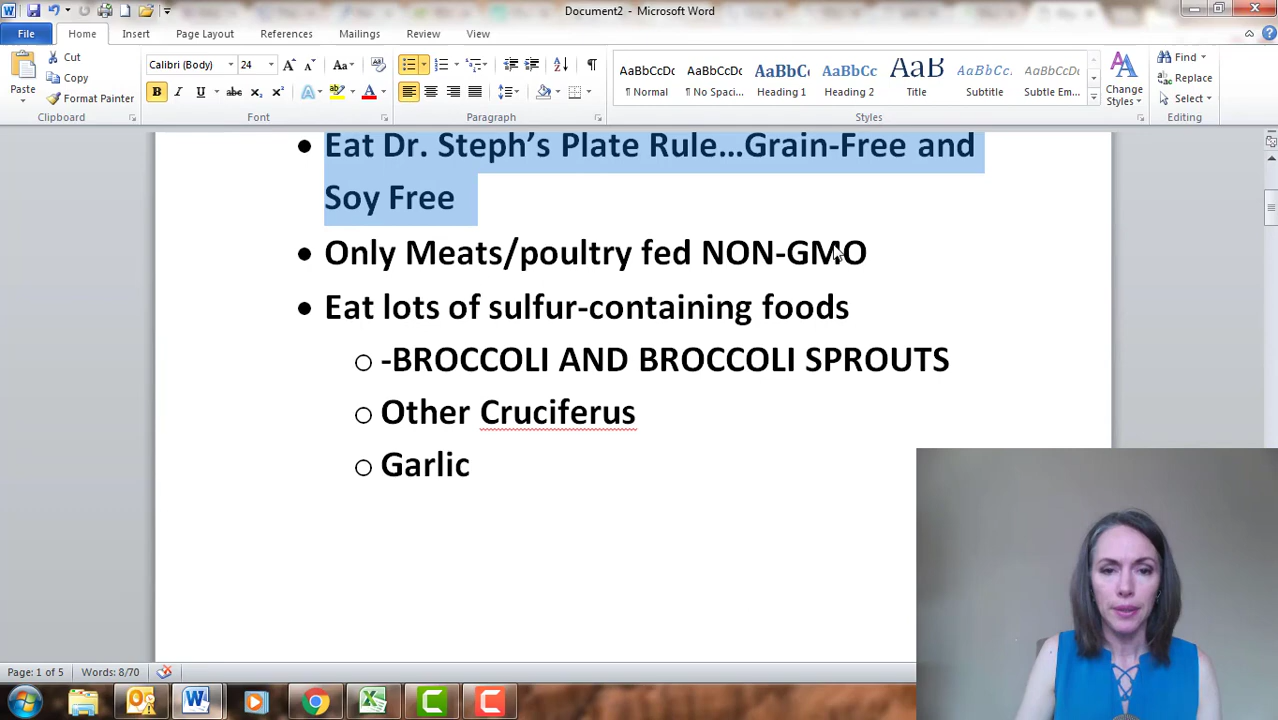 Document2 - Microsoft Word
File Home Insert Page Layout References Mailings Review View
Paste
Cut
Copy
Format Painter
Calibri (Body) 24
AaBbCcDc AaBbCcDc AaBbC AaBbCc AaB AaBbCc. AaBbCcDc
¶ Normal ¶ No Spaci... Heading 1 Heading 2 Title Subtitle Subtle Em...
Change Styles
Find
Replace
Select
Clipboard Font Paragraph Styles Editing
• Eat Dr. Steph's Plate Rule…Grain-Free and
Soy Free
• Only Meats/poultry fed NON-GMO
• Eat lots of sulfur-containing foods
o -BROCCOLI AND BROCCOLI SPROUTS
o Other Cruciferus
o Garlic
Page: 1 of 5 Words: 8/70